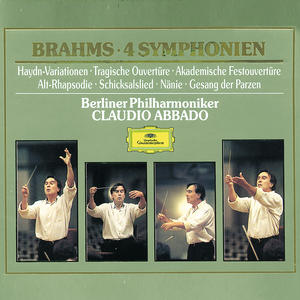 BRAHMS · 4 SYMPHONIEN
Haydn-Variationen · Tragische Ouvertüre · Akademische Festouvertüre
Alt-Rhapsodie · Schicksalslied · Nänie · Gesang der Parzen
Berliner Philharmoniker
CLAUDIO ABBADO
Deutsche
Grammophon